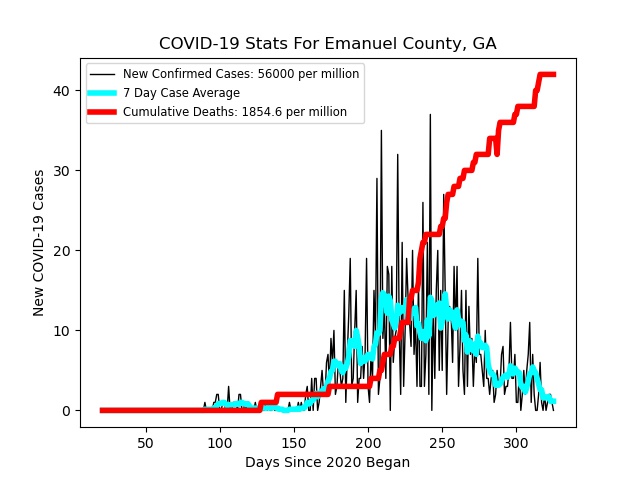 COVID-19 Stats For Emanuel County, GA
New Confirmed Cases: 56000 per million
7 Day Case Average
Cumulative Deaths: 1854.6 per million
New COVID-19 Cases
40
30
20
10
0
50 100 150 200 250 300
Days Since 2020 Began